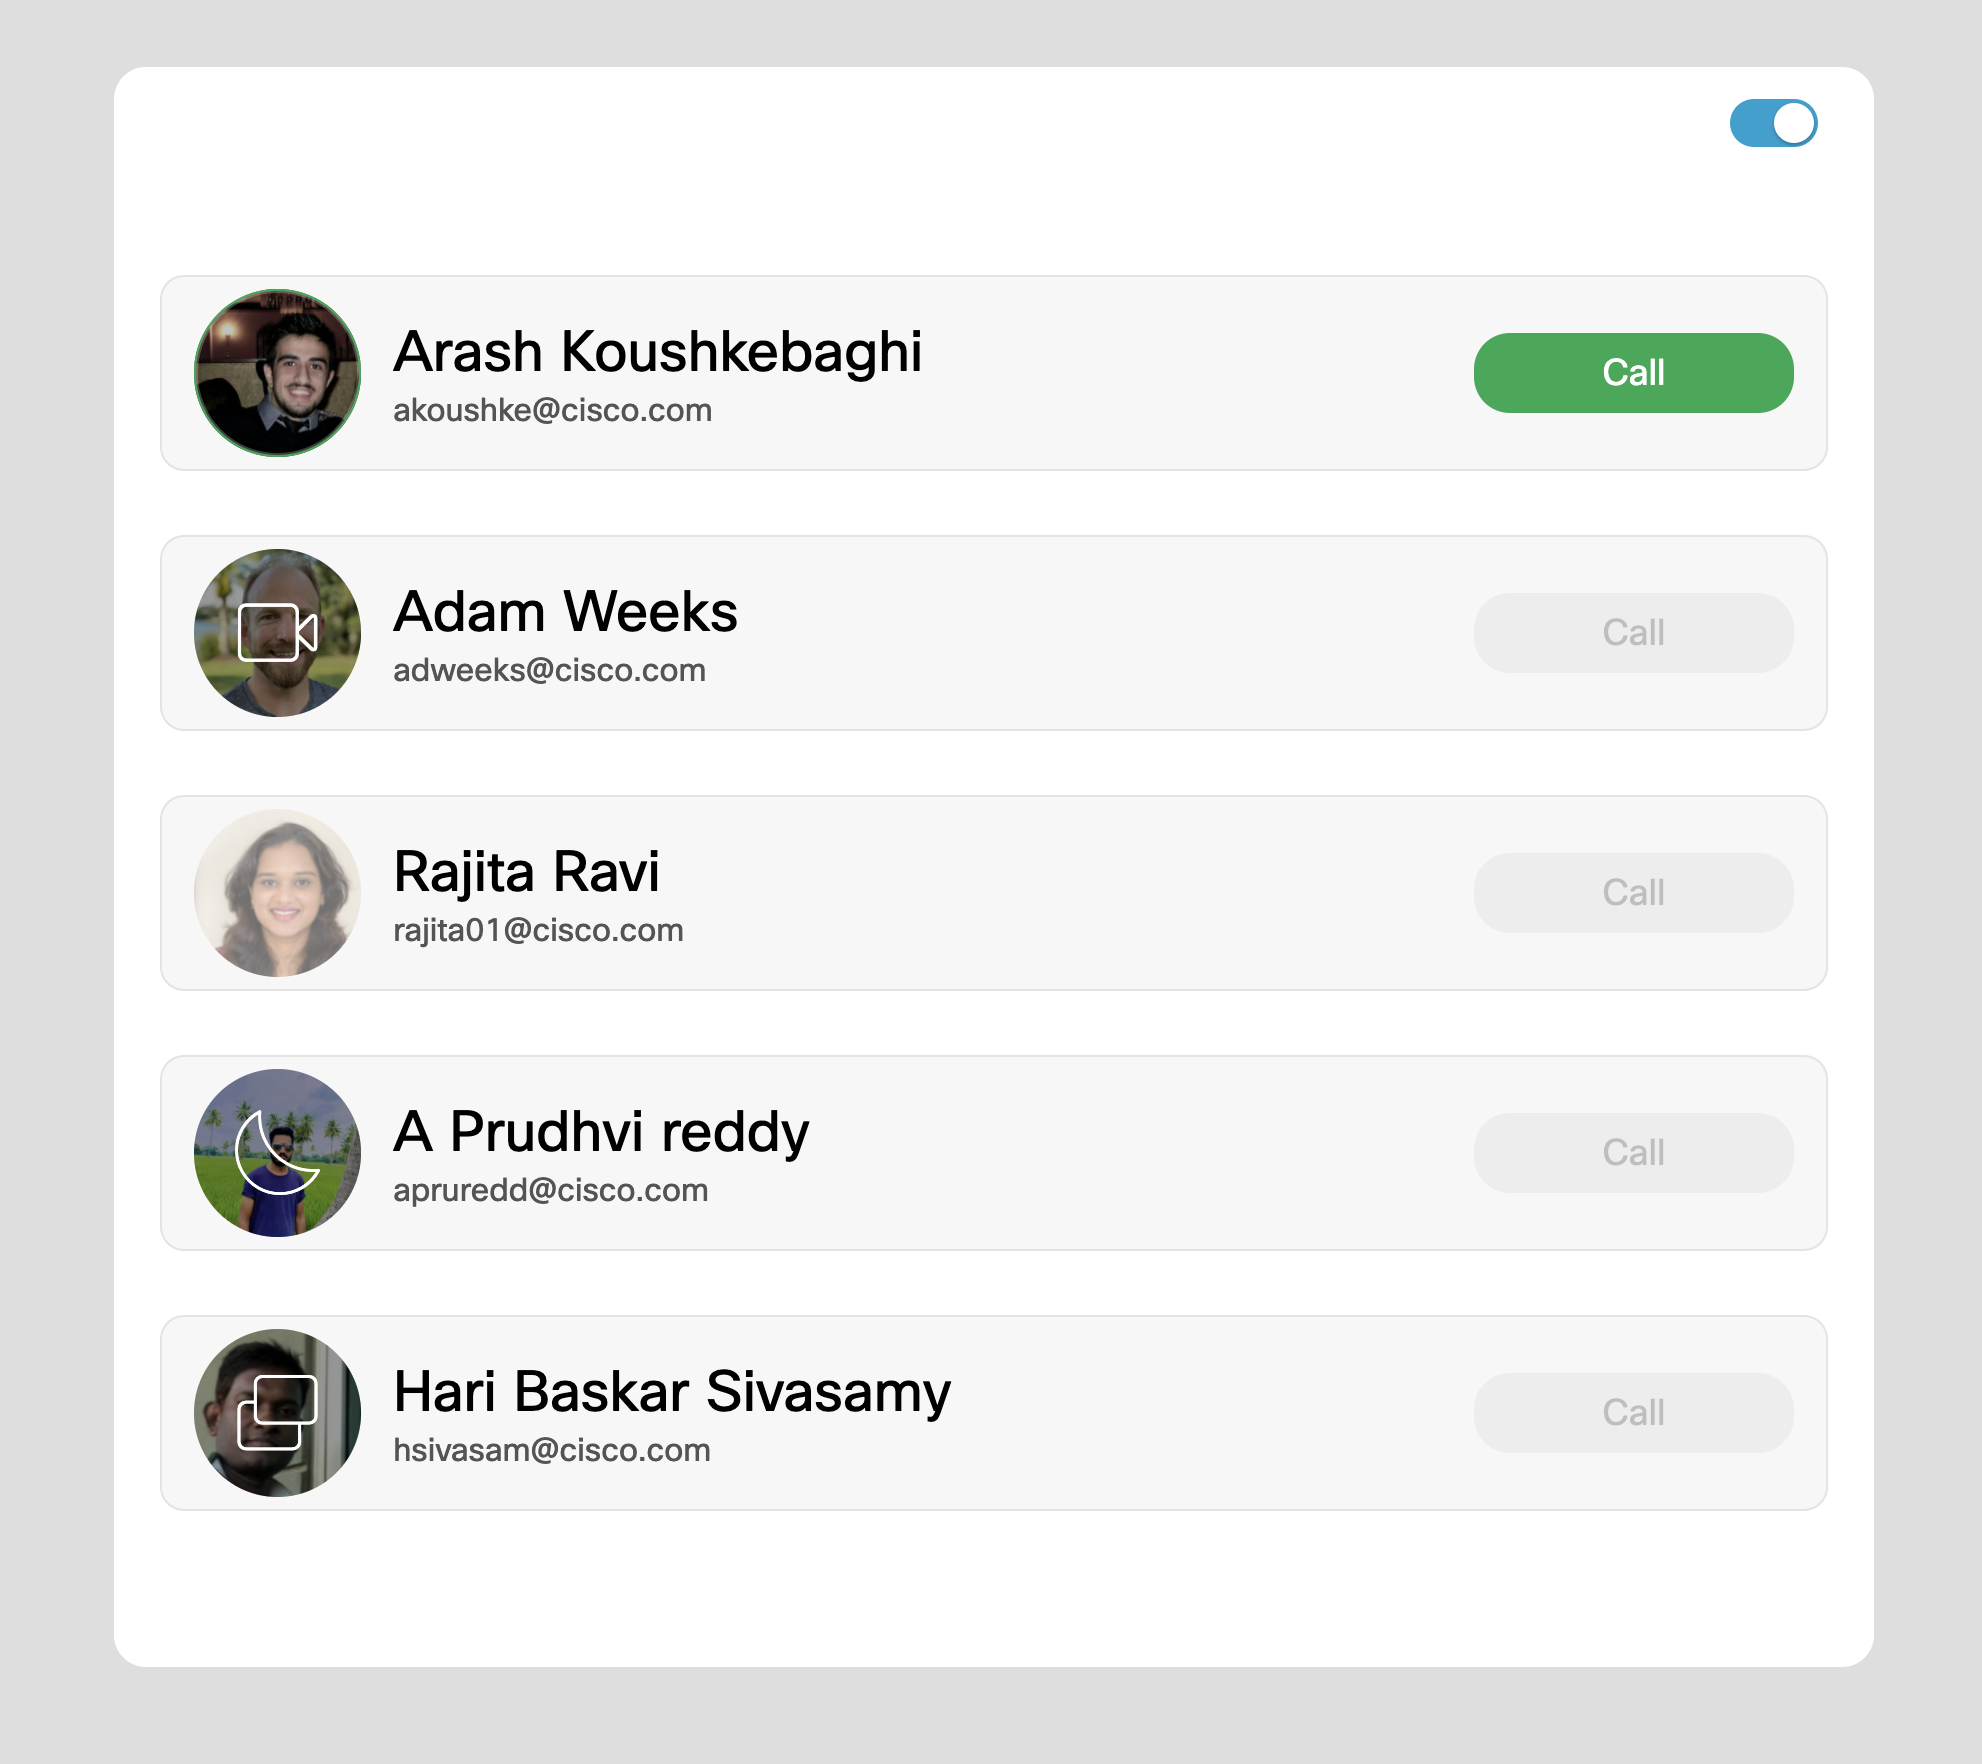 Arash Koushkebaghi
akoushke@cisco.com
Call
Adam Weeks
adweeks@cisco.com
Call
Rajita Ravi
rajita01@cisco.com
Call
A Prudhvi reddy
apruredd@cisco.com
Call
Hari Baskar Sivasamy
hsivasam@cisco.com
Call